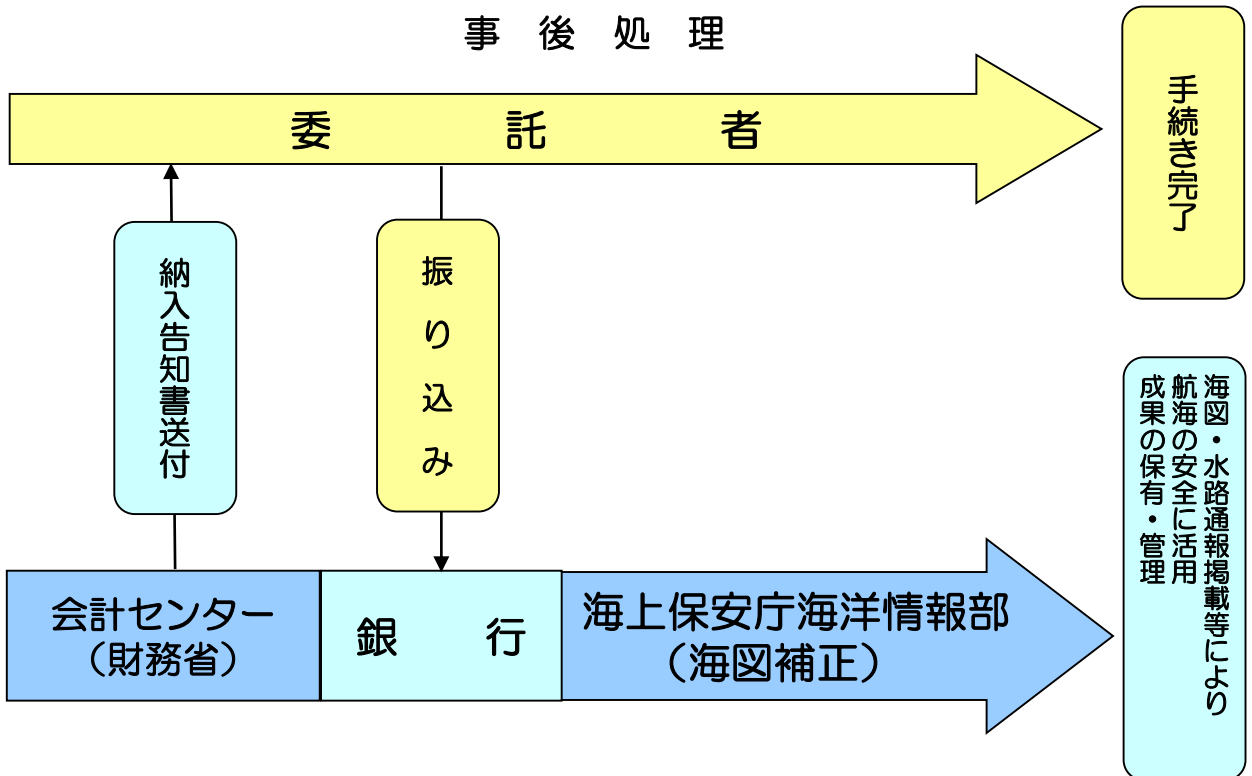 事後処理
委託者
手続き完了
納入告知書送付
振り込み
会計センター
（財務省）
銀行
海上保安庁海洋情報部
（海図補正）
海図・水路通報掲載等により
航海の安全に活用
成果の保有・管理